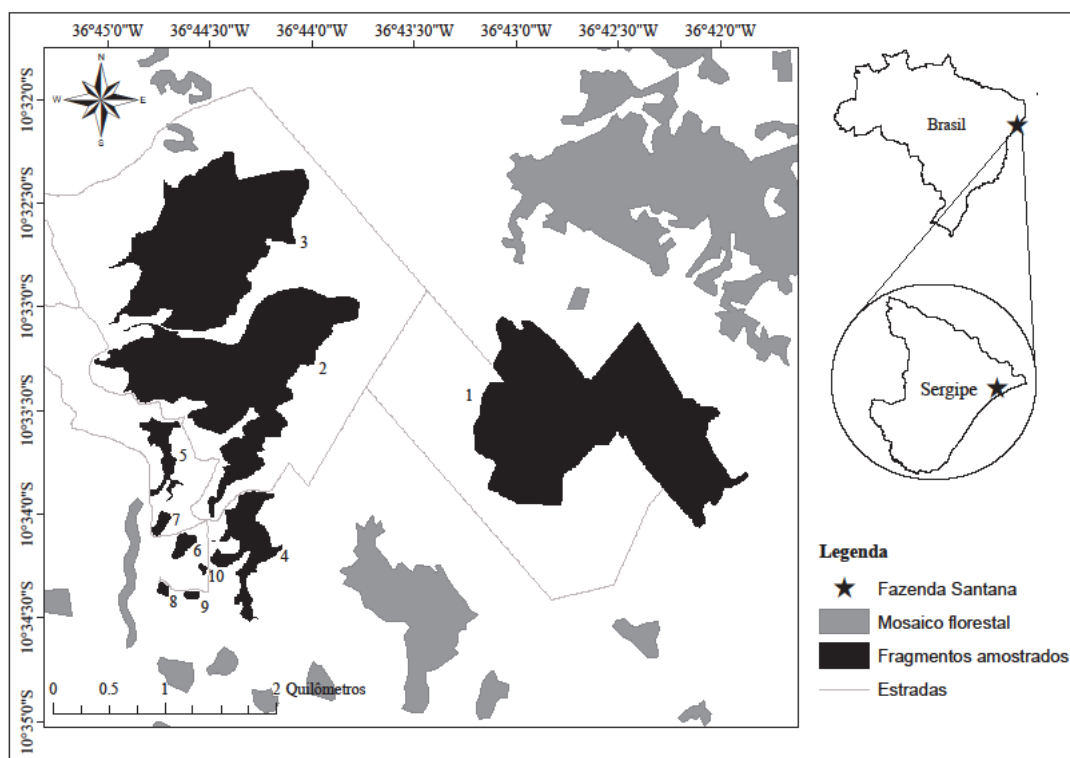 36°45'0"W 36°44'30"W 36°44'0"W 36°43'30"W 36°43'0"W 36°42'30"W 36°42'0"W
10°32'0"S
10°32'30"S
10°33'0"S
10°33'30"S
10°34'0"S
10°34'30"S
10°35'0"S
N
W E
S
3
2
1
5
7
6
4
10
8
9
0 0.5 1 2 Quilômetros
Brasil
Sergipe
Legenda
Fazenda Santana
Mosaico florestal
Fragmentos amostrados
Estradas